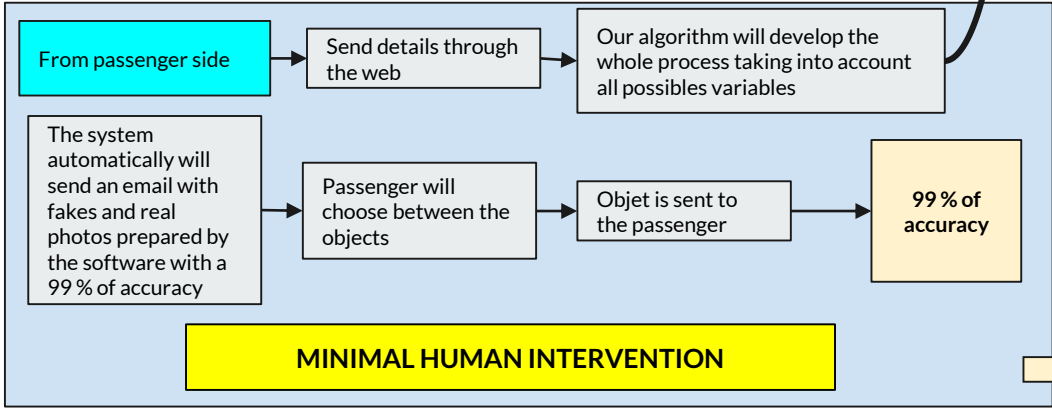 From passenger side
Send details through
the web
Our algorithm will develop the
whole process taking into account
all possibles variables
The system
automatically will
send an email with
fakes and real
photos prepared by
the software with a
99 % of accuracy
Passenger will
choose between the
objects
Objet is sent to
the passenger
99 % of
accuracy
MINIMAL HUMAN INTERVENTION